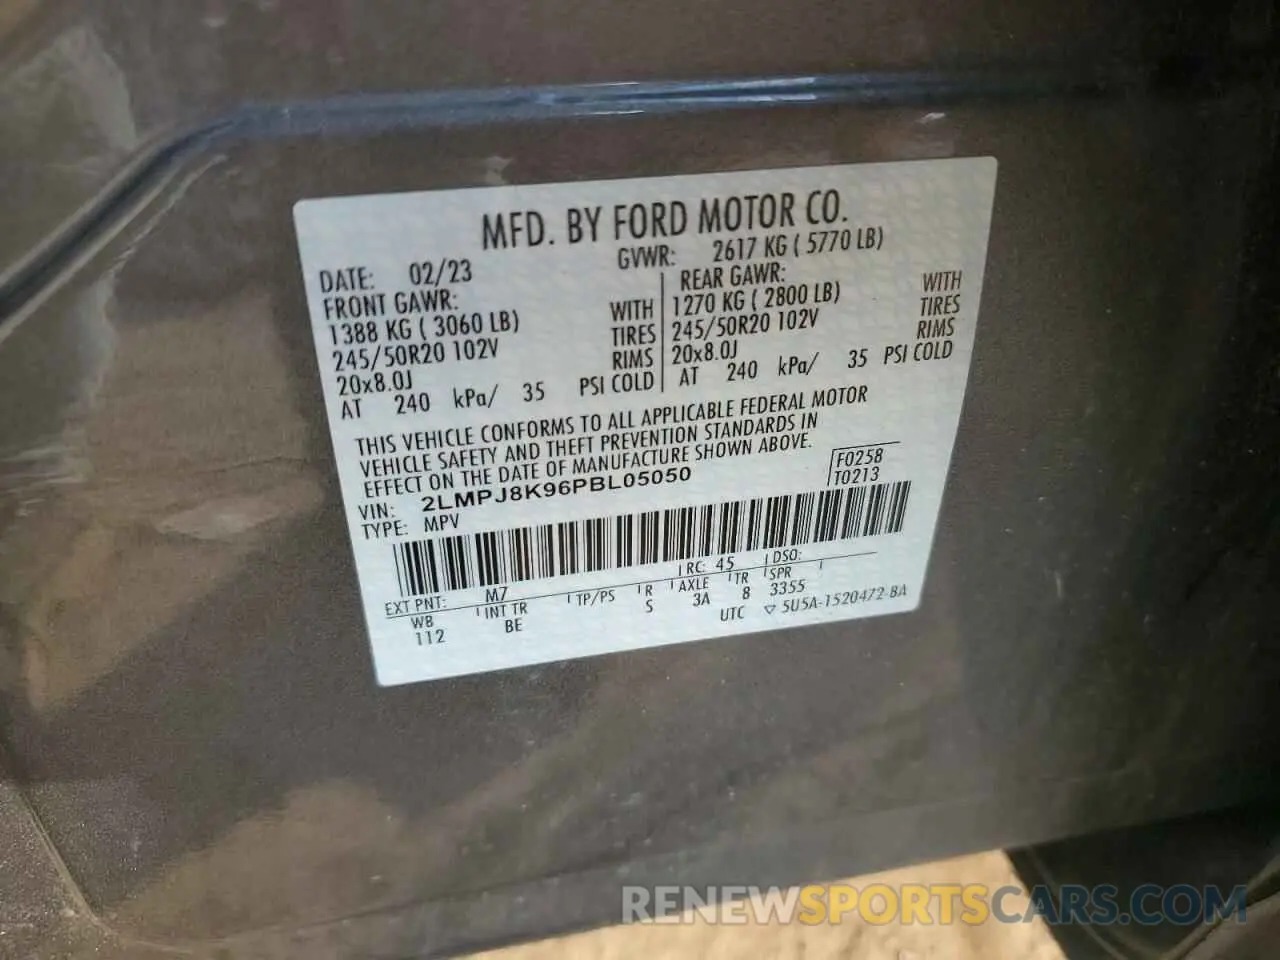 MFD. BY FORD MOTOR CO.
DATE: 02/23 GVWR: 2617 KG ( 5770 LB)
FRONT GAWR: REAR GAWR:
1388 KG ( 3060 LB) WITH 1270 KG ( 2800 LB) WITH
245/50R20 102V TIRES 245/50R20 102V TIRES
20x8.0J RIMS 20x8.0J RIMS
AT 240 kPa/ 35 PSI COLD AT 240 kPa/ 35 PSI COLD
THIS VEHICLE CONFORMS TO ALL APPLICABLE FEDERAL MOTOR
VEHICLE SAFETY AND THEFT PREVENTION STANDARDS IN
EFFECT ON THE DATE OF MANUFACTURE SHOWN ABOVE.
VIN: 2LMPJ8K96PBL05050 F0258
TYPE: MPV T0213
EXT PNT: M7 RC: 45 DSO:
WB INT TR TP/PS R AXLE TR SPR
112 BE S 3A 8 3355
UTC ▽ 5U5A-1520472-BA
RENEWSPORTSCARS.COM